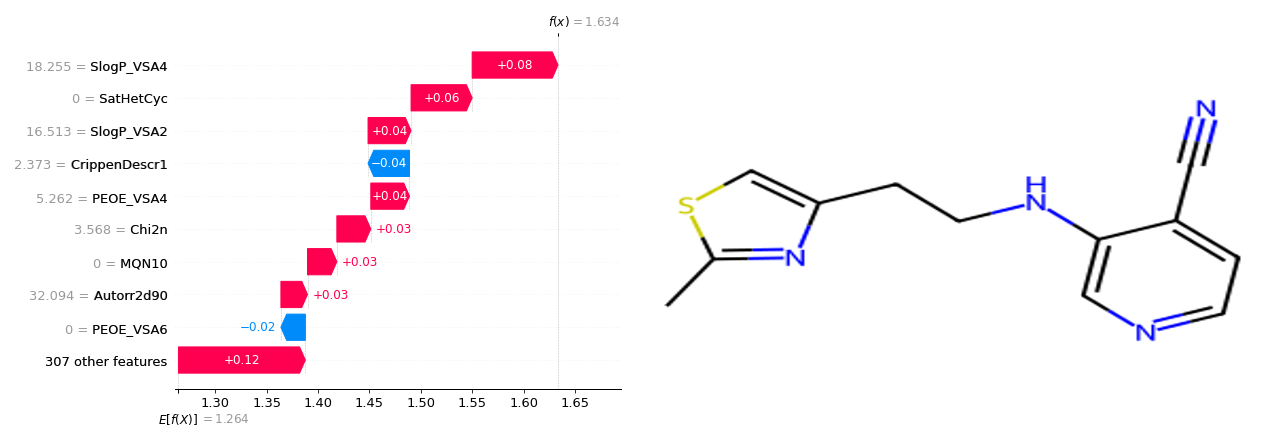 f(x) = 1.634
18.255 = SlogP_VSA4 +0.08
0 = SatHetCyc +0.06
16.513 = SlogP_VSA2 +0.04
2.373 = CrippenDescr1 −0.04
5.262 = PEOE_VSA4 +0.04
3.568 = Chi2n +0.03
0 = MQN10 +0.03
32.094 = Autorr2d90 +0.03
0 = PEOE_VSA6 −0.02
307 other features +0.12
1.30 1.35 1.40 1.45 1.50 1.55 1.60 1.65
E[f(X)] = 1.264
N
H
N
S
N
N